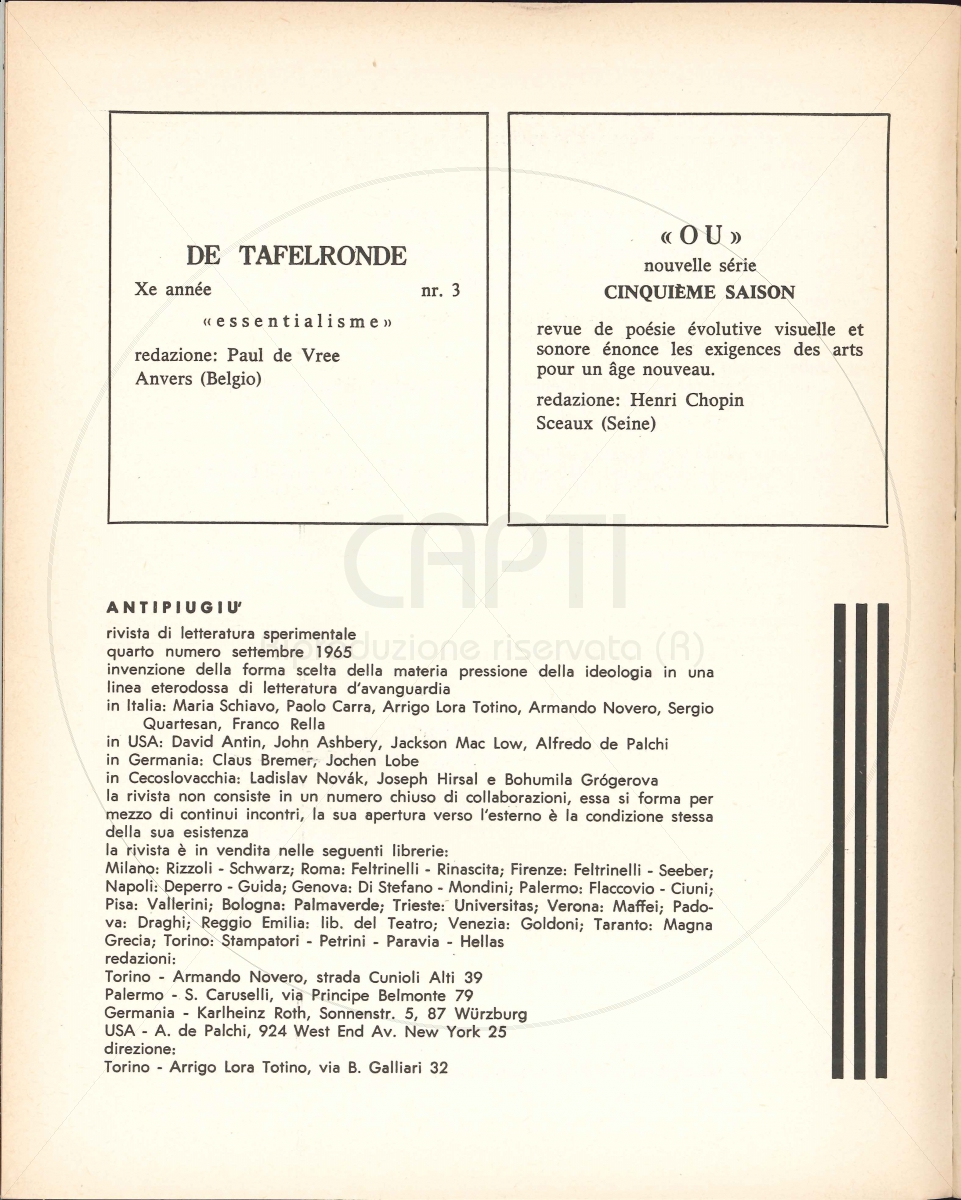 DE TAFELRONDE
Xe année nr. 3
«essentialisme»
redazione: Paul de Vree
Anvers (Belgio)
«OU»
nouvelle série
CINQUIÈME SAISON
revue de poésie évolutive visuelle et
sonore énonce les exigences des arts
pour un âge nouveau.
redazione: Henri Chopin
Sceaux (Seine)
CAPTI
riproduzione riservata (R)
ANTIPIUGIU'
rivista di letteratura sperimentale
quarto numero settembre 1965
invenzione della forma scelta della materia pressione della ideologia in una
linea eterodossa di letteratura d'avanguardia
in Italia: Maria Schiavo, Paolo Carra, Arrigo Lora Totino, Armando Novero, Sergio
Quartesan, Franco Rella
in USA: David Antin, John Ashbery, Jackson Mac Low, Alfredo de Palchi
in Germania: Claus Bremer, Jochen Lobe
in Cecoslovacchia: Ladislav Novák, Joseph Hirsal e Bohumila Grógerova
la rivista non consiste in un numero chiuso di collaborazioni, essa si forma per
mezzo di continui incontri, la sua apertura verso l'esterno è la condizione stessa
della sua esistenza
la rivista è in vendita nelle seguenti librerie:
Milano: Rizzoli - Schwarz; Roma: Feltrinelli - Rinascita; Firenze: Feltrinelli - Seeber;
Napoli: Deperro - Guida; Genova: Di Stefano - Mondini; Palermo: Flaccovio - Ciuni;
Pisa: Vallerini; Bologna: Palmaverde; Trieste: Universitas; Verona: Maffei; Pado-
va: Draghi; Reggio Emilia: lib. del Teatro; Venezia: Goldoni; Taranto: Magna
Grecia; Torino: Stampatori - Petrini - Paravia - Hellas
redazioni:
Torino - Armando Novero, strada Cunioli Alti 39
Palermo - S. Caruselli, via Principe Belmonte 79
Germania - Karlheinz Roth, Sonnenstr. 5, 87 Würzburg
USA - A. de Palchi, 924 West End Av. New York 25
direzione:
Torino - Arrigo Lora Totino, via B. Galliari 32